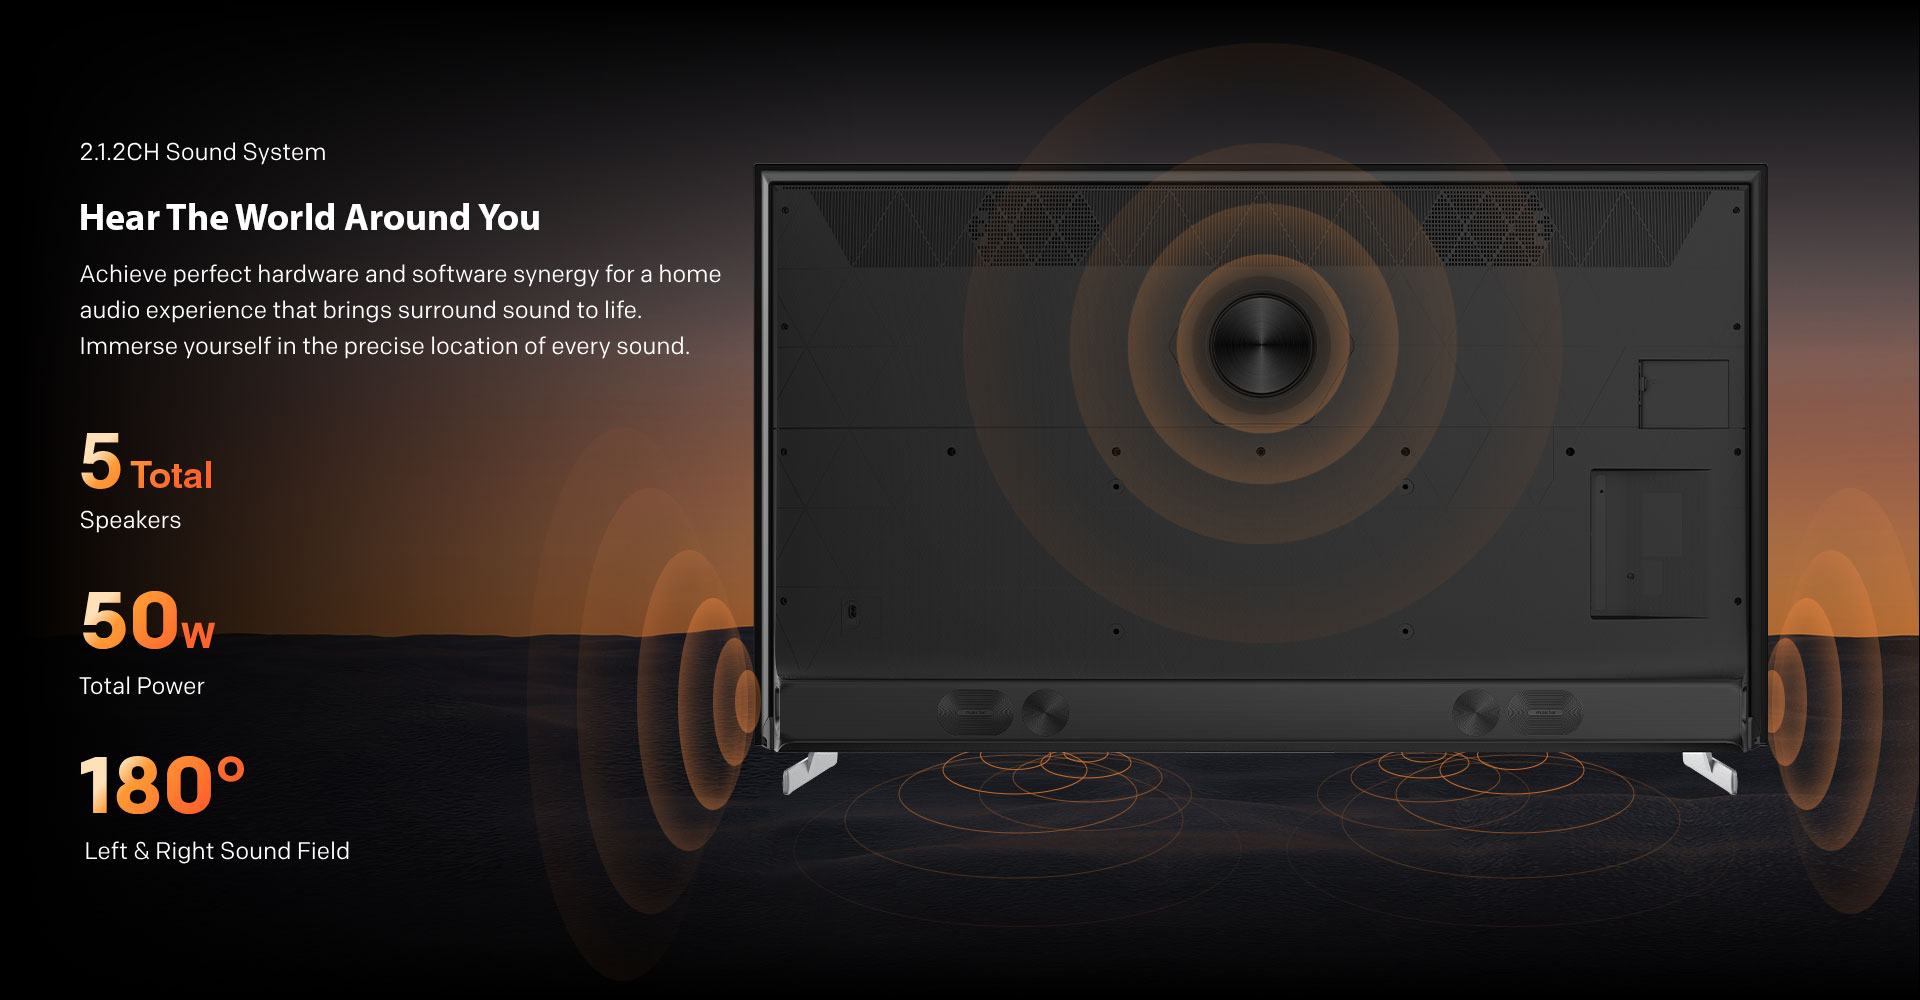 2.1.2CH Sound System
Hear The World Around You
Achieve perfect hardware and software synergy for a home
audio experience that brings surround sound to life.
Immerse yourself in the precise location of every sound.
5 Total
Speakers
50W
Total Power
180°
Left & Right Sound Field